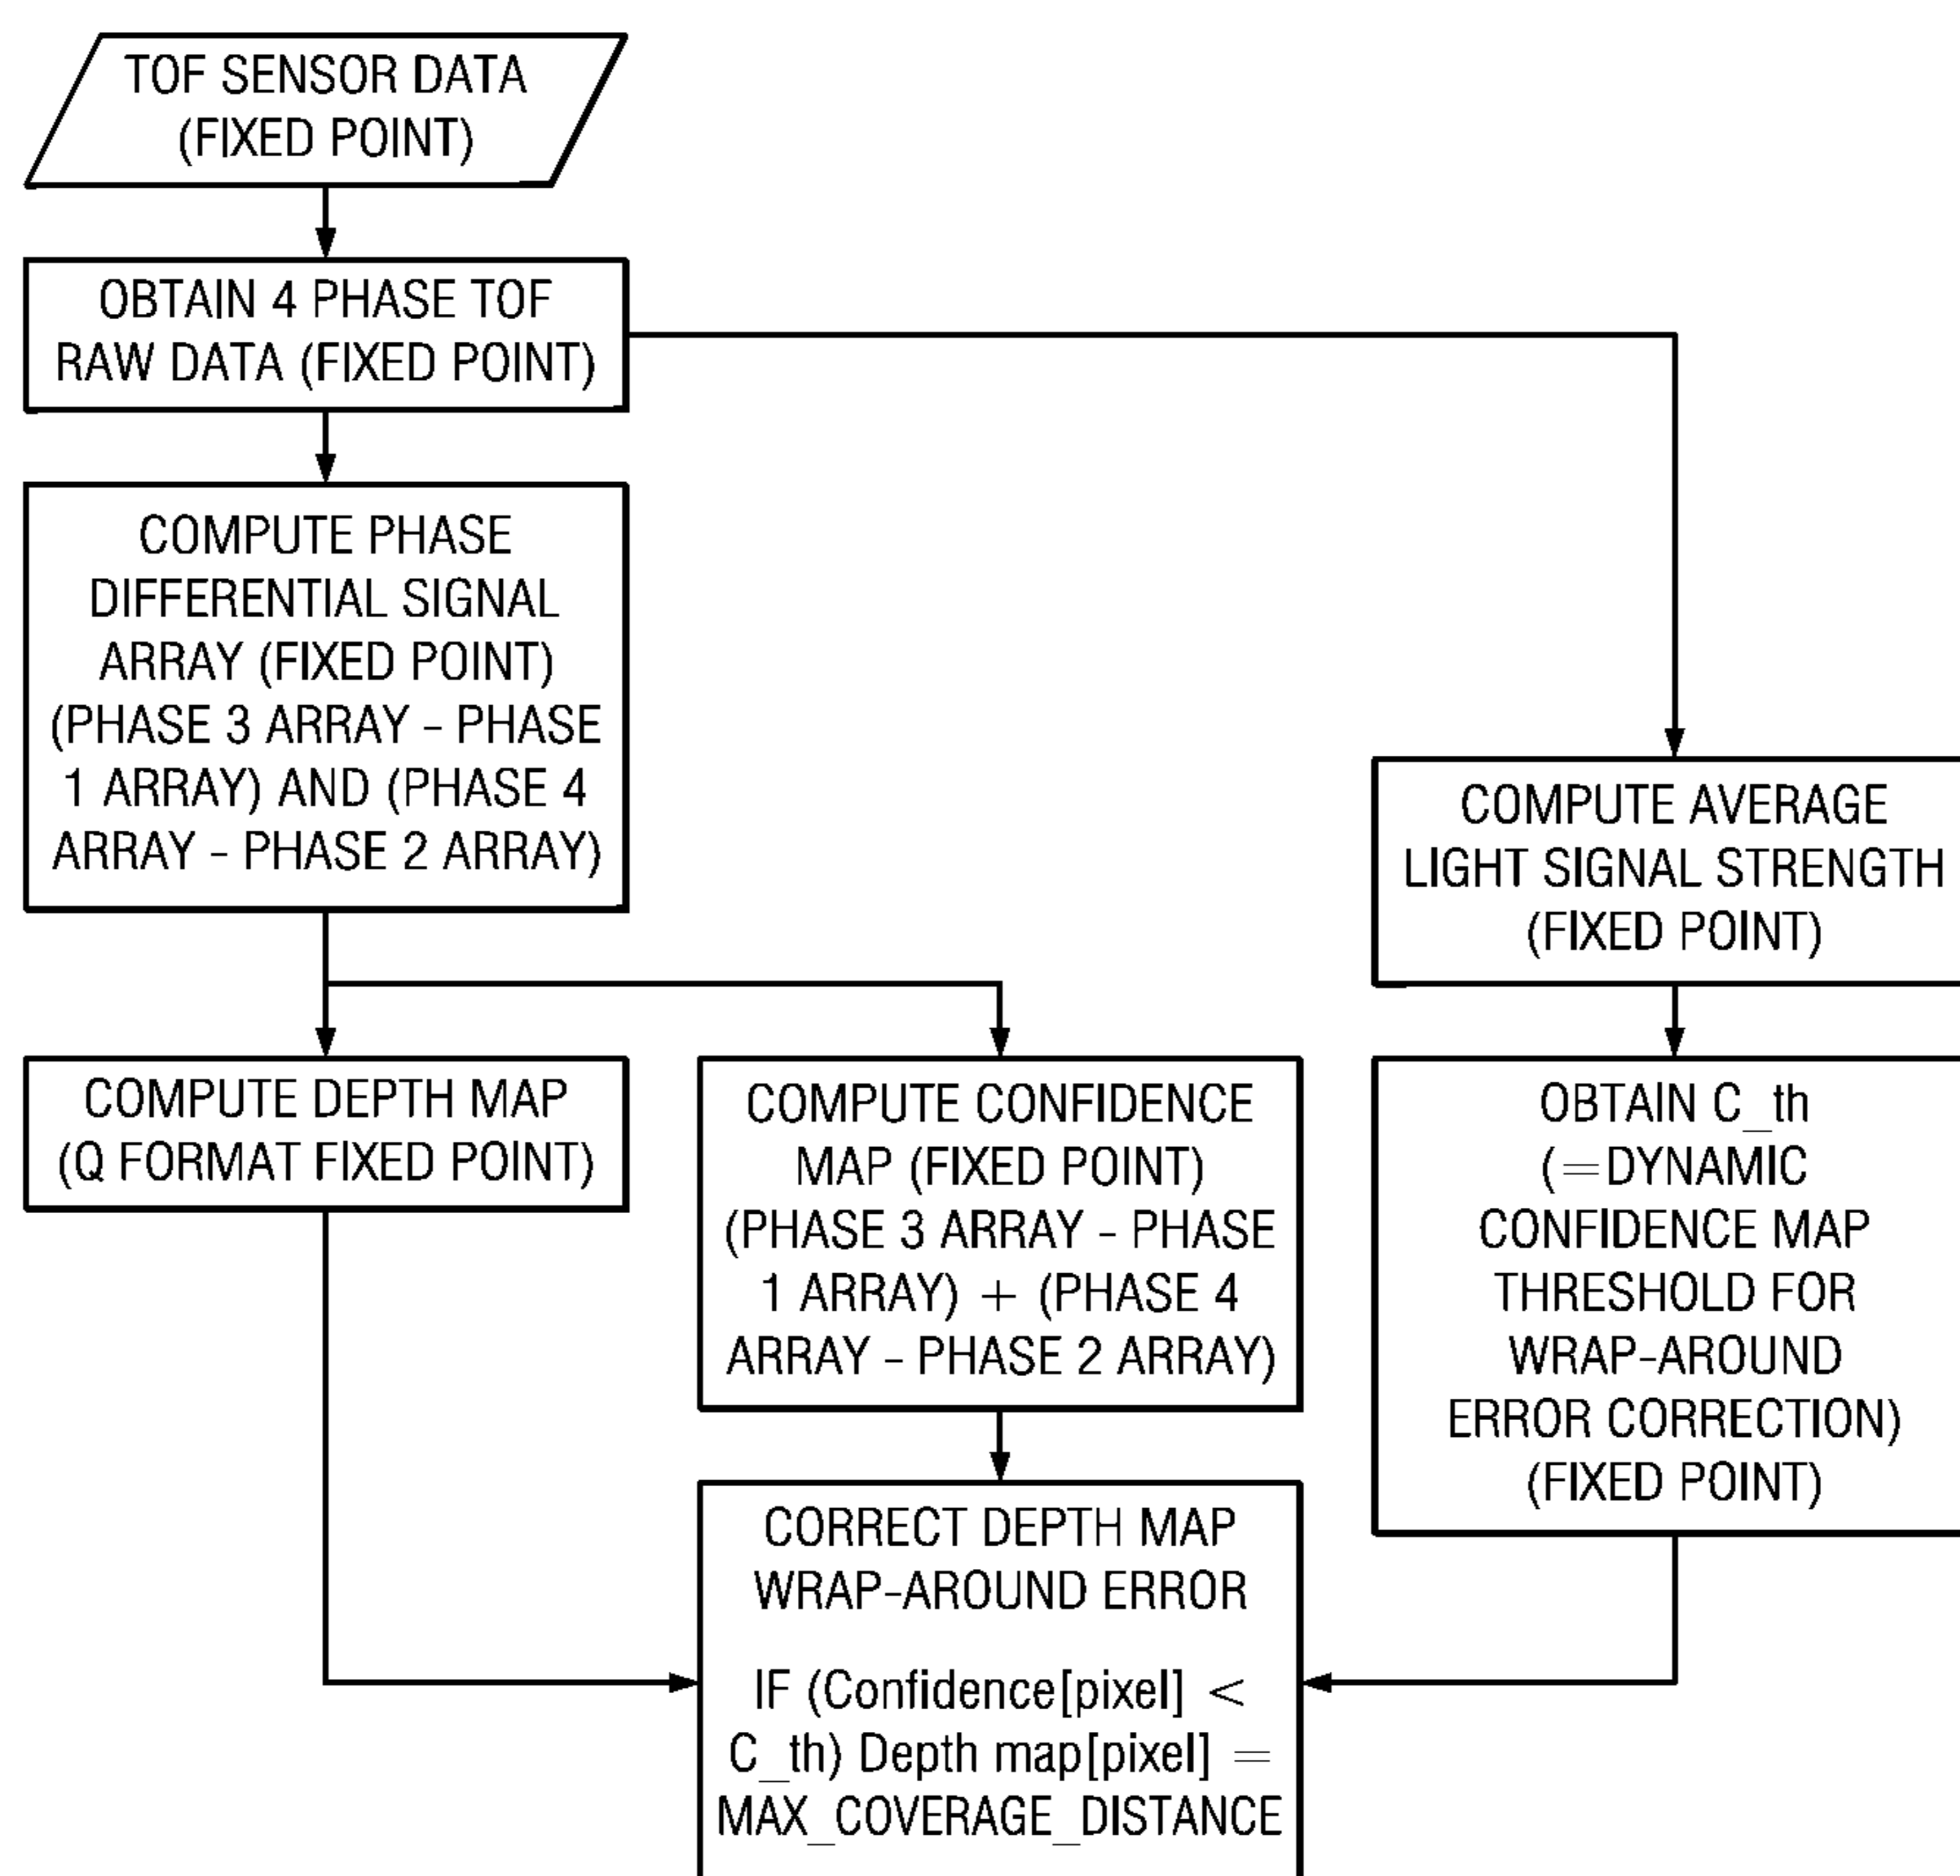 TOF SENSOR DATA
(FIXED POINT)
OBTAIN 4 PHASE TOF
RAW DATA (FIXED POINT)
COMPUTE PHASE
DIFFERENTIAL SIGNAL
ARRAY (FIXED POINT)
(PHASE 3 ARRAY - PHASE
1 ARRAY) AND (PHASE 4
ARRAY - PHASE 2 ARRAY)
COMPUTE AVERAGE
LIGHT SIGNAL STRENGTH
(FIXED POINT)
COMPUTE DEPTH MAP
(Q FORMAT FIXED POINT)
COMPUTE CONFIDENCE
MAP (FIXED POINT)
(PHASE 3 ARRAY - PHASE
1 ARRAY) + (PHASE 4
ARRAY - PHASE 2 ARRAY)
OBTAIN C_th
(=DYNAMIC
CONFIDENCE MAP
THRESHOLD FOR
WRAP-AROUND
ERROR CORRECTION)
(FIXED POINT)
CORRECT DEPTH MAP
WRAP-AROUND ERROR
IF (Confidence[pixel] <
C_th) Depth map[pixel] =
MAX_COVERAGE_DISTANCE